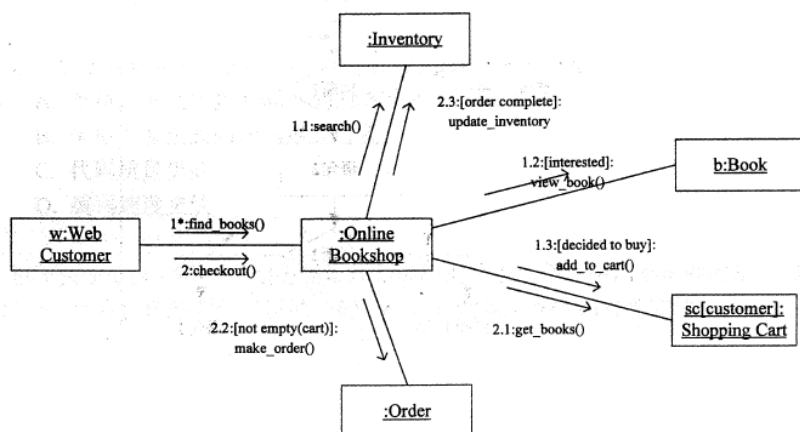 :Inventory
1.1:search()
2.3:[order complete]:
update_inventory
1.2:[interested]:
view_book()
b:Book
w:Web
Customer
1*:find_books()
2:checkout()
:Online
Bookshop
1.3:[decided to buy]:
add_to_cart()
2.1:get_books()
sc[customer]:
Shopping Cart
2.2:[not empty(cart)]:
make_order()
:Order